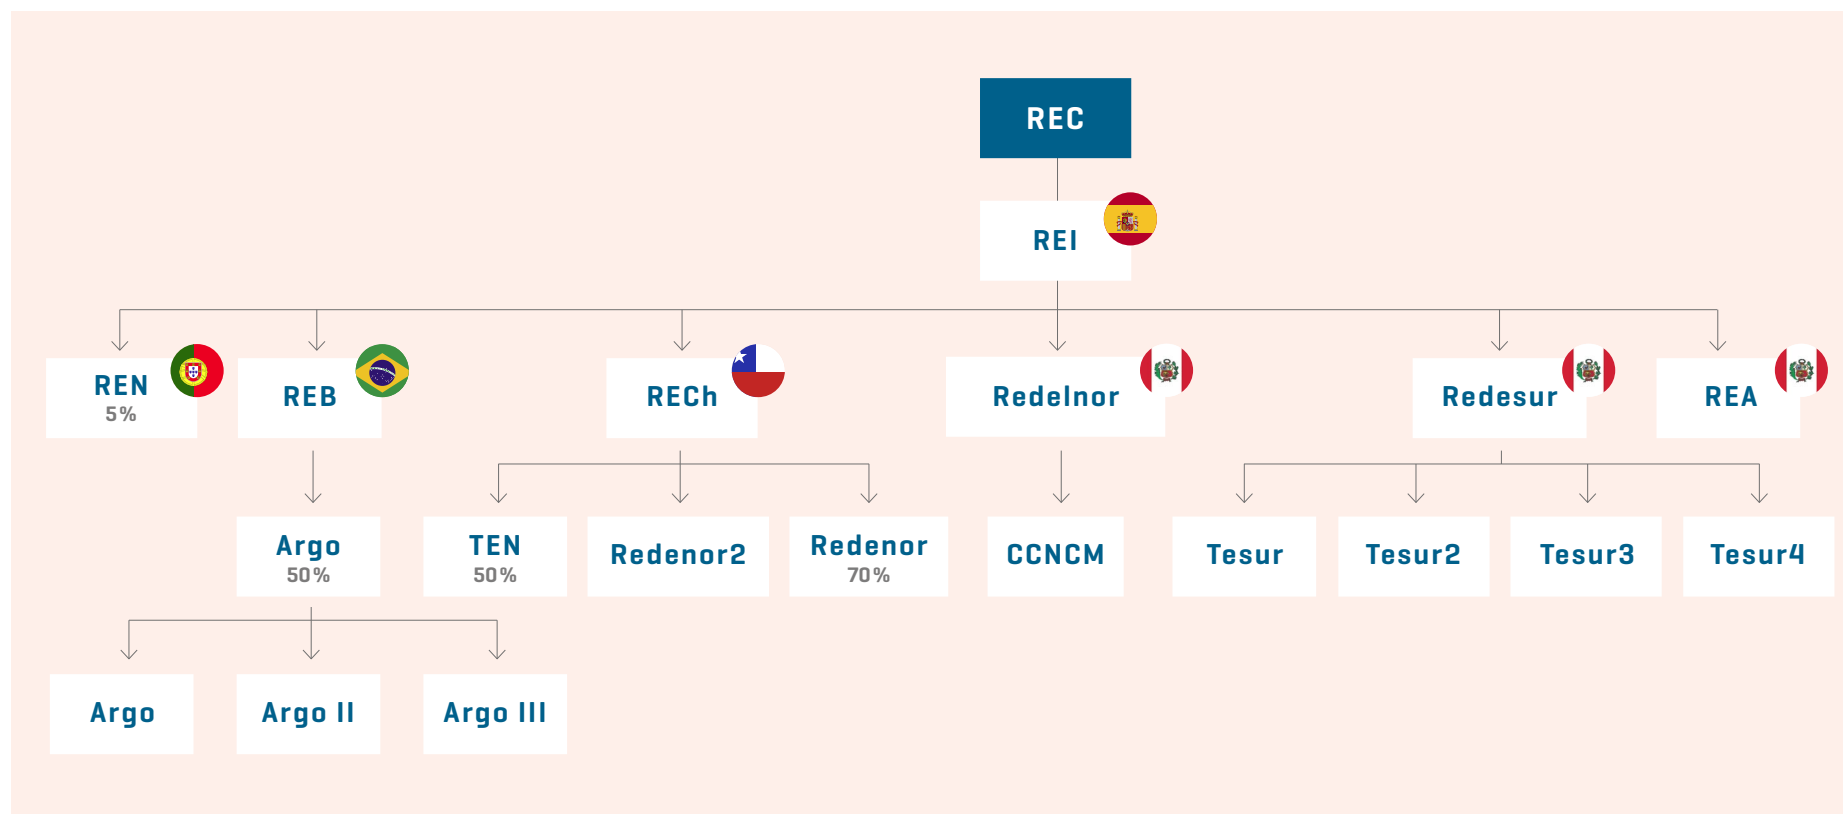 REC
REI
REN
5%
REB
RECh
Redelnor
Redesur
REA
Argo
50%
TEN
50%
Redenor2
Redenor
70%
CCNCM
Tesur
Tesur2
Tesur3
Tesur4
Argo
Argo II
Argo III